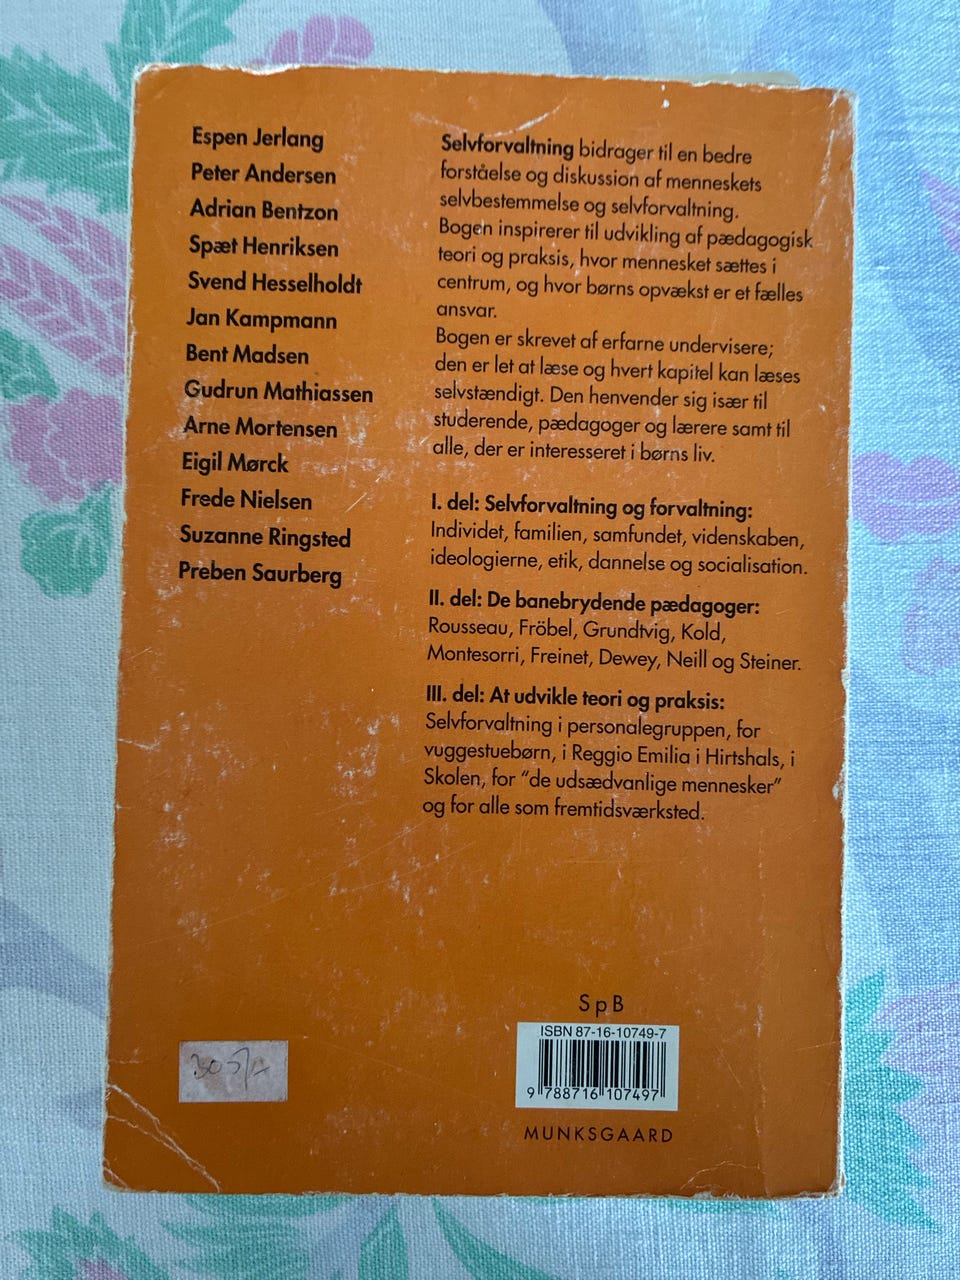 Espen Jerlang
Peter Andersen
Adrian Bentzon
Spæt Henriksen
Svend Hesselholdt
Jan Kampmann
Bent Madsen
Gudrun Mathiassen
Arne Mortensen
Eigil Mørck
Frede Nielsen
Suzanne Ringsted
Preben Saurberg
Selvforvaltning bidrager til en bedre
forståelse og diskussion af menneskets
selvbestemmelse og selvforvaltning.
Bogen inspirerer til udvikling af pædagogisk
teori og praksis, hvor mennesket sættes i
centrum, og hvor børns opvækst er et fælles
ansvar.
Bogen er skrevet af erfarne undervisere;
den er let at læse og hvert kapitel kan læses
selvstændigt. Den henvender sig især til
studerende, pædagoger og lærere samt til
alle, der er interesseret i børns liv.
I. del: Selvforvaltning og forvaltning:
Individet, familien, samfundet, videnskaben,
ideologierne, etik, dannelse og socialisation.
II. del: De banebrydende pædagoger:
Rousseau, Fröbel, Grundtvig, Kold,
Montesorri, Freinet, Dewey, Neill og Steiner.
III. del: At udvikle teori og praksis:
Selvforvaltning i personalegruppen, for
vuggestuebørn, i Reggio Emilia i Hirtshals, i
Skolen, for "de udsædvanlige mennesker"
og for alle som fremtidsværksted.
SpB
ISBN 87-16-10749-7
9 788716 107497
MUNKSGAARD